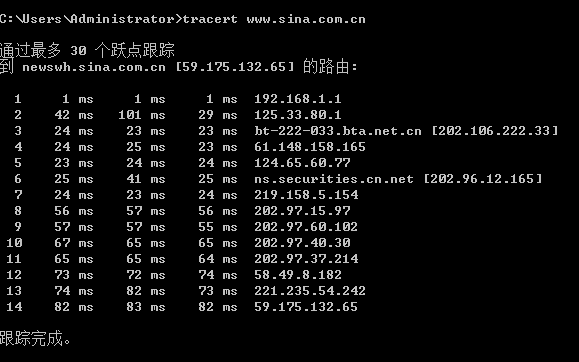 C:\Users\Administrator>tracert www.sina.com.cn
通过最多 30 个跃点跟踪
到 newswh.sina.com.cn [59.175.132.65] 的路由:
1 1 ms 1 ms 1 ms 192.168.1.1
2 42 ms 101 ms 29 ms 125.33.80.1
3 24 ms 23 ms 23 ms bt-222-033.bta.net.cn [202.106.222.33]
4 24 ms 25 ms 23 ms 61.148.158.165
5 23 ms 24 ms 24 ms 124.65.60.77
6 25 ms 41 ms 25 ms ns.securities.cn.net [202.96.12.165]
7 24 ms 23 ms 24 ms 219.158.5.154
8 56 ms 57 ms 56 ms 202.97.15.97
9 57 ms 57 ms 55 ms 202.97.60.102
10 67 ms 65 ms 65 ms 202.97.40.30
11 65 ms 65 ms 64 ms 202.97.37.214
12 73 ms 72 ms 74 ms 58.49.8.182
13 74 ms 82 ms 73 ms 221.235.54.242
14 82 ms 83 ms 82 ms 59.175.132.65
跟踪完成。